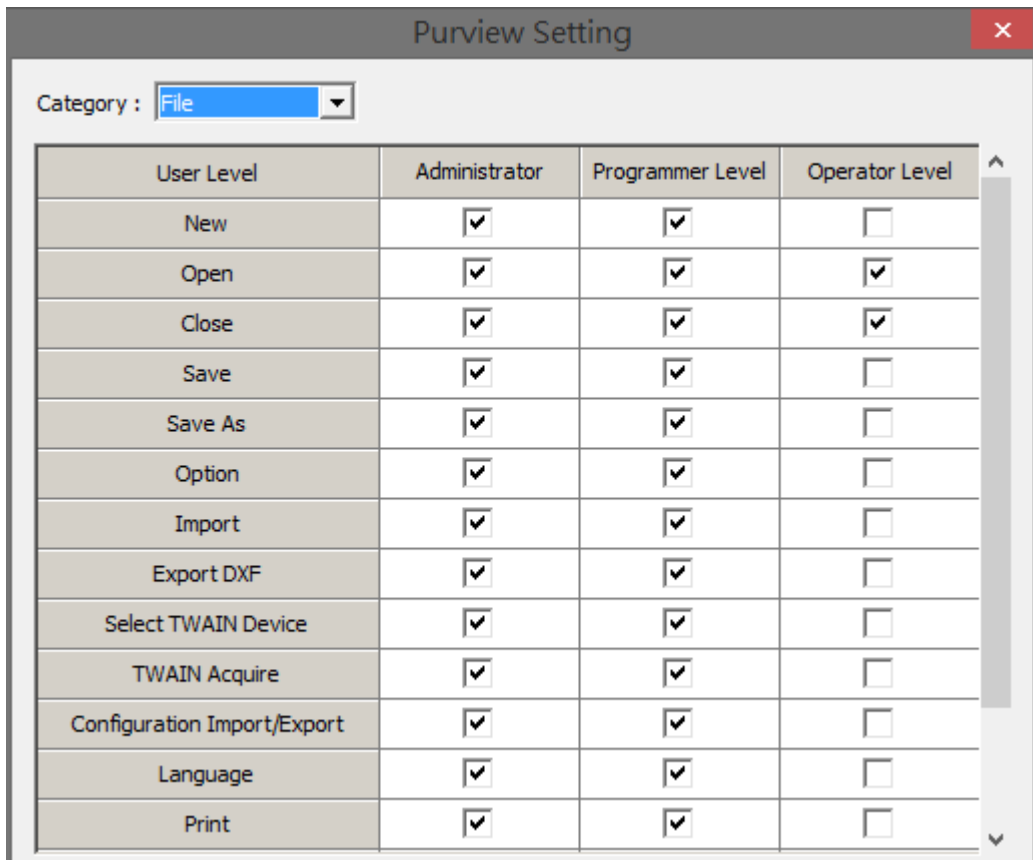 Purview Setting
Category : File
User Level Administrator Programmer Level Operator Level
New
Open
Close
Save
Save As
Option
Import
Export DXF
Select TWAIN Device
TWAIN Acquire
Configuration Import/Export
Language
Print